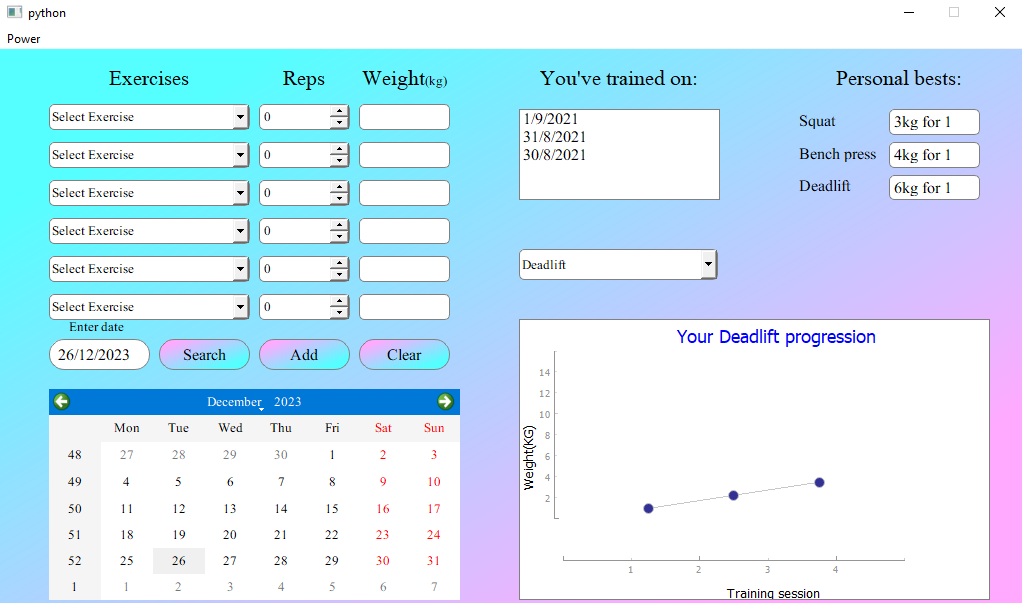 python
Power
Exercises Reps Weight(kg) You've trained on: Personal bests:
Select Exercise 0
Select Exercise 0
Select Exercise 0
Select Exercise 0
Select Exercise 0
Select Exercise 0
1/9/2021
31/8/2021
30/8/2021
Squat 3kg for 1
Bench press 4kg for 1
Deadlift 6kg for 1
Deadlift
Enter date
26/12/2023 Search Add Clear
December 2023
Mon Tue Wed Thu Fri Sat Sun
48 27 28 29 30 1 2 3
49 4 5 6 7 8 9 10
50 11 12 13 14 15 16 17
51 18 19 20 21 22 23 24
52 25 26 27 28 29 30 31
1 1 2 3 4 5 6 7
Your Deadlift progression
Weight(KG)
14
12
10
8
6
4
2
1 2 3 4
Training session